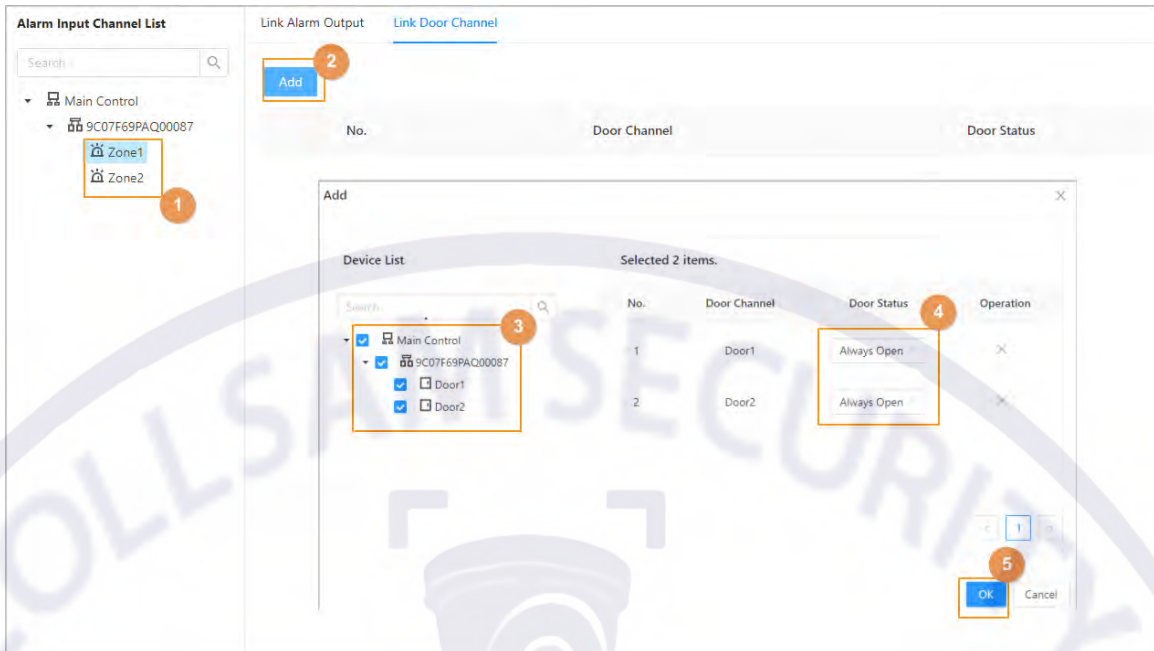 Alarm Input Channel List
Search
Main Control
9C07F69PAQ00087
Zone1
Zone2
1
Link Alarm Output Link Door Channel
2
Add
No. Door Channel Door Status
Add
Device List
Search
3
Main Control
9C07F69PAQ00087
Door1
Door2
Selected 2 items.
No. Door Channel Door Status Operation
4
1 Door1 Always Open
2 Door2 Always Open
1
5
OK Cancel
OLLSAM SECURITY